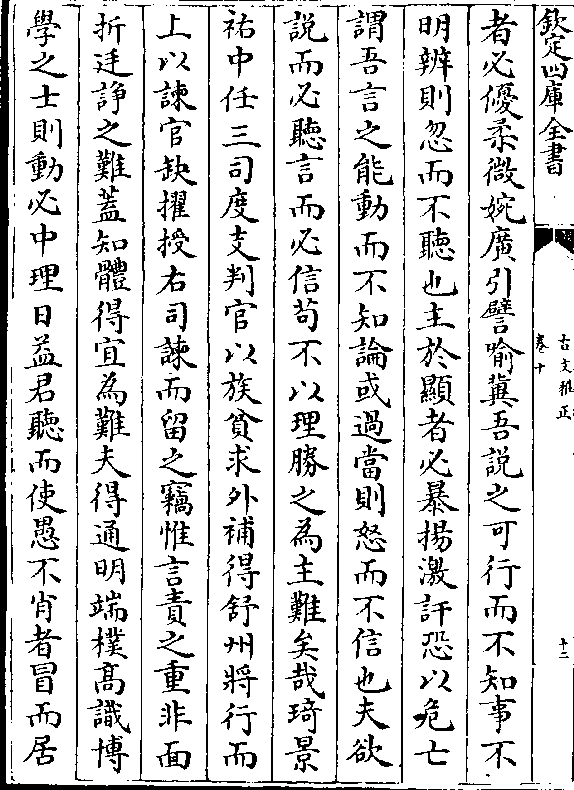 欽定四庫全書
古文雅正
卷十
十二
者必優柔微婉廣引譬喻冀吾說之可行而不知事不
明辨則忽而不聽也主於顯者必暴揚激訐恐以危亡
謂吾言之能動而不知論或過當則怒而不信也夫欲
說而必聽言而必信苟不以理勝之為主難矣哉琦景
祐中任三司度支判官以族貧求外補得舒州將行而
上以諫官缺擢授右司諫而留之竊惟言責之重非面
折廷諍之難蓋知體得宜為難夫得通明端樸高識博
學之士則動必中理日益君聽而使愚不肖者冒而居